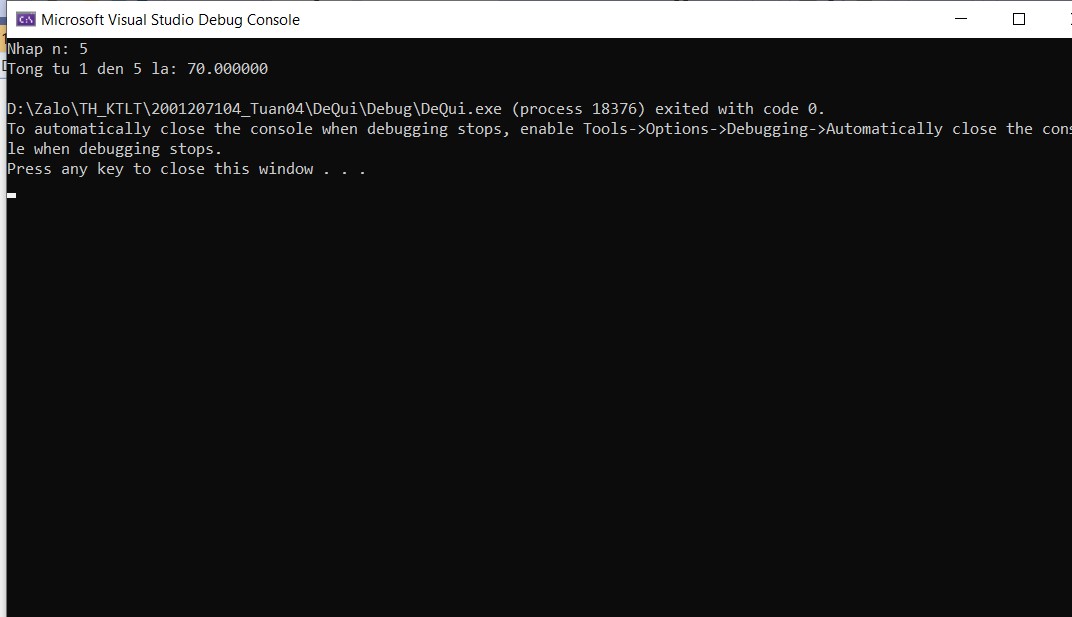 Microsoft Visual Studio Debug Console
Nhap n: 5
Tong tu 1 den 5 la: 70.000000
D:\Zalo\TH_KTLT\2001207104_Tuan04\DeQui\Debug\DeQui.exe (process 18376) exited with code 0.
To automatically close the console when debugging stops, enable Tools->Options->Debugging->Automatically close the cons
le when debugging stops.
Press any key to close this window . . .